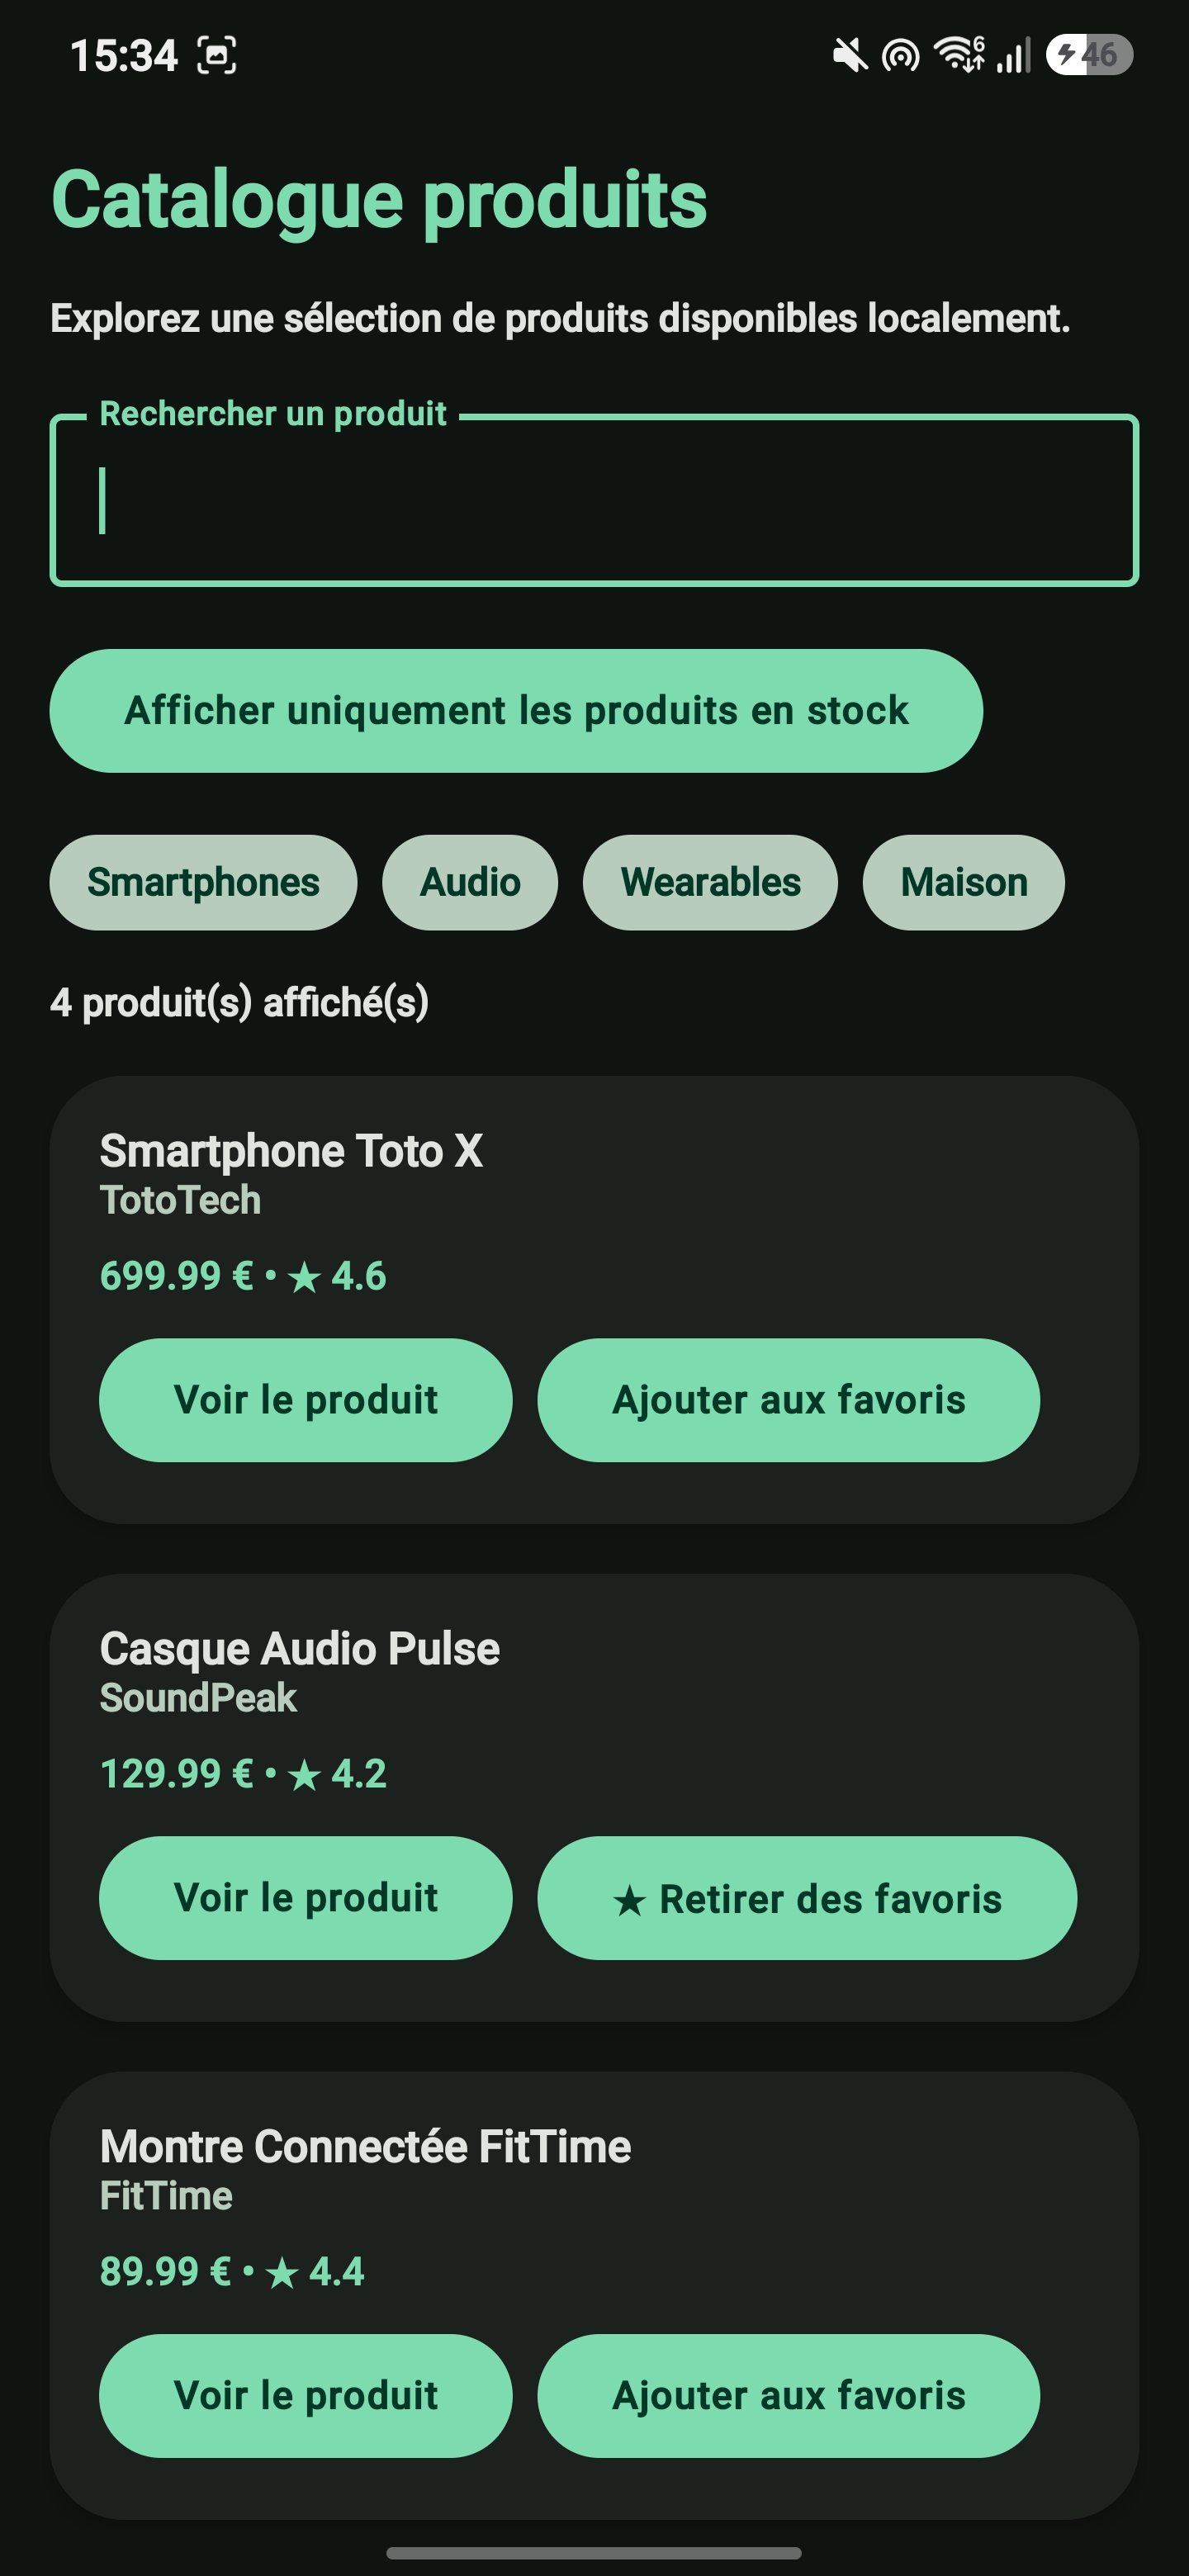 15:34
6
46
Catalogue produits
Explorez une sélection de produits disponibles localement.
Rechercher un produit
Afficher uniquement les produits en stock
Smartphones Audio Wearables Maison
4 produit(s) affiché(s)
Smartphone Toto X
TotoTech
699.99 € • ★ 4.6
Voir le produit Ajouter aux favoris
Casque Audio Pulse
SoundPeak
129.99 € • ★ 4.2
Voir le produit ★ Retirer des favoris
Montre Connectée FitTime
FitTime
89.99 € • ★ 4.4
Voir le produit Ajouter aux favoris